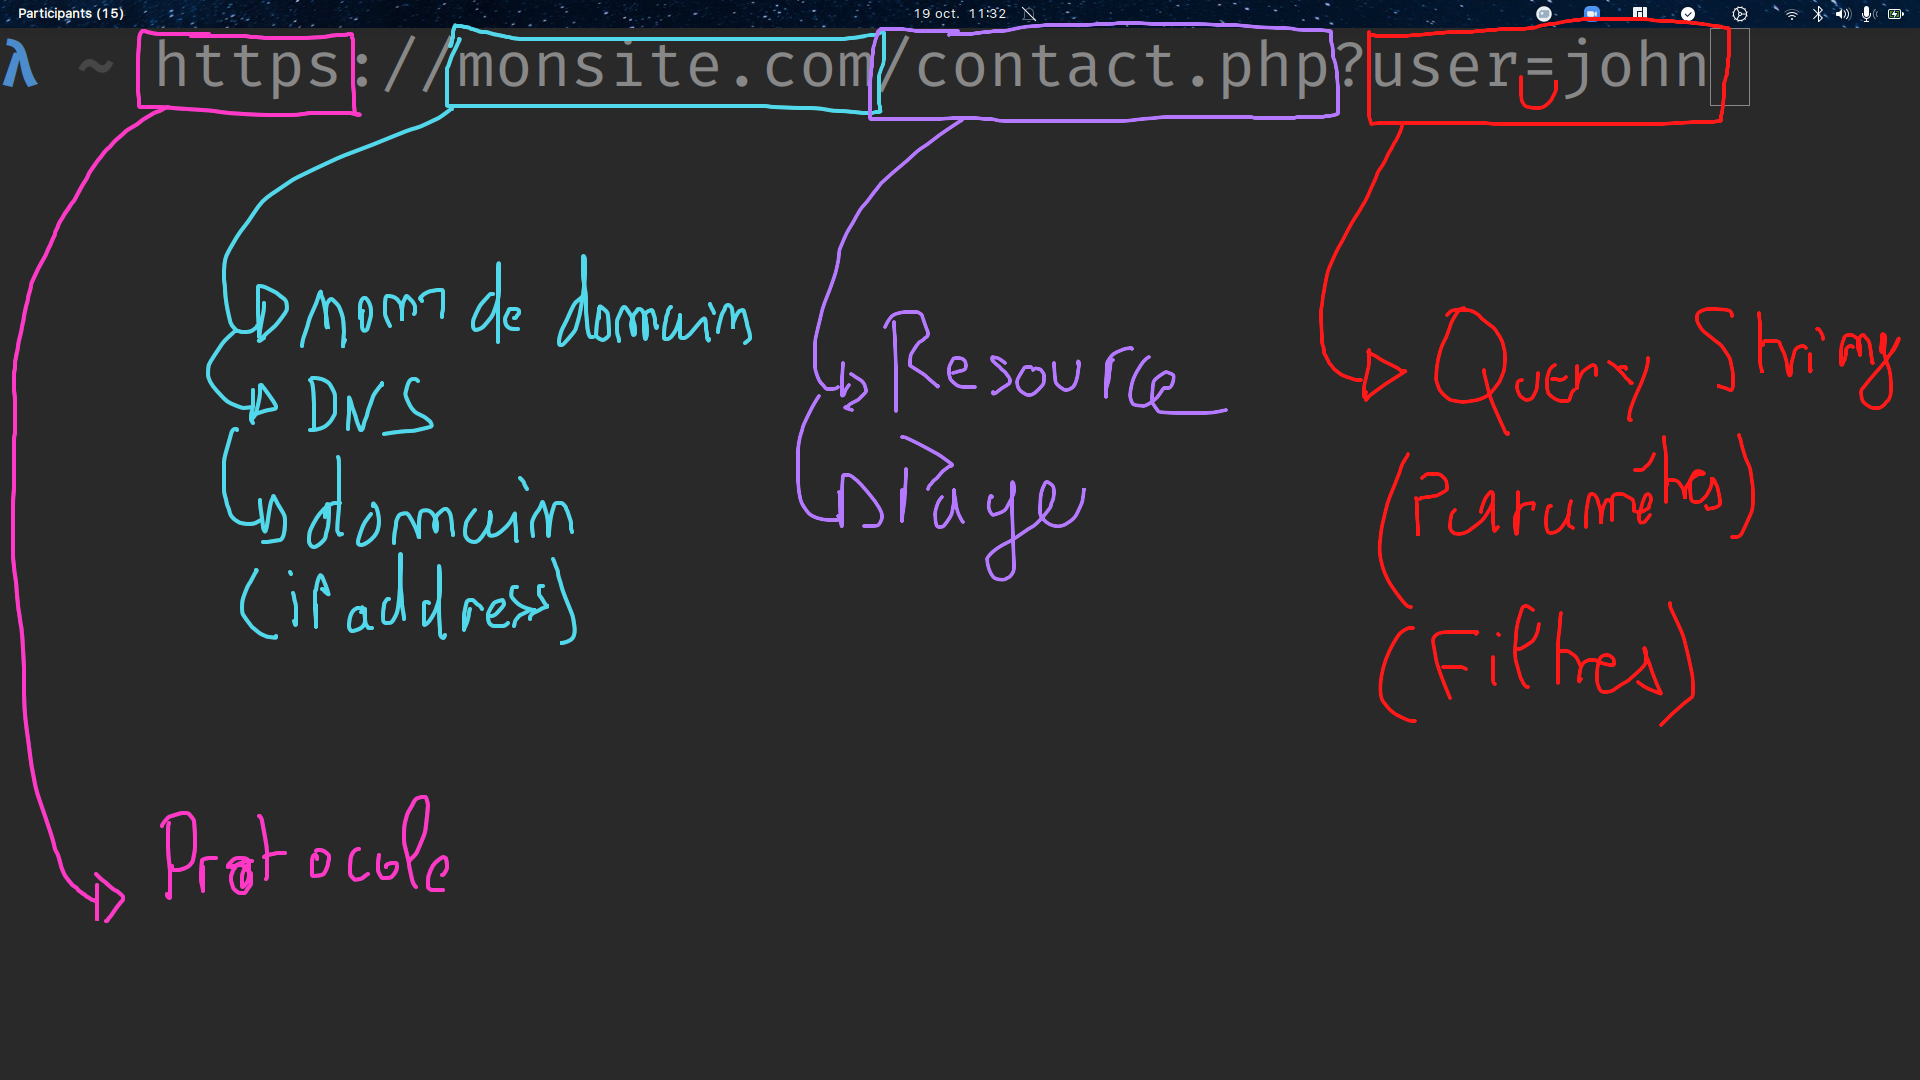 Participants (15)
19 oct. 11:32
λ ~ https://monsite.com/contact.php?user=john
nom de domain
DNS
domain
(ip address)
Resource
Page
Query String
(Paramètres)
(Filtres)
Protocole